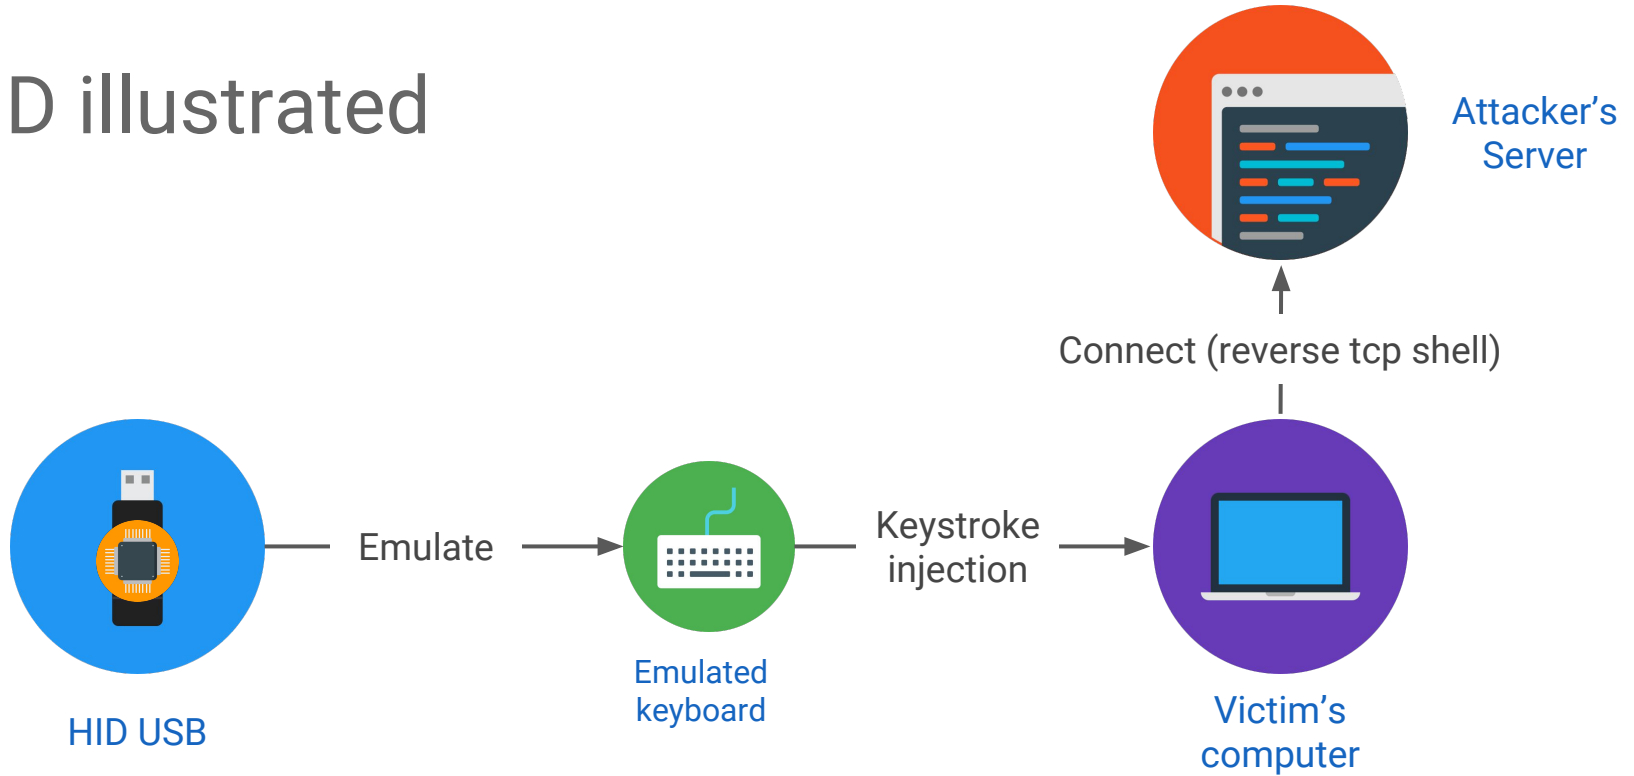 D illustrated
Attacker’s
Server
Connect (reverse tcp shell)
Emulate
Keystroke
injection
Emulated
keyboard
HID USB
Victim’s
computer